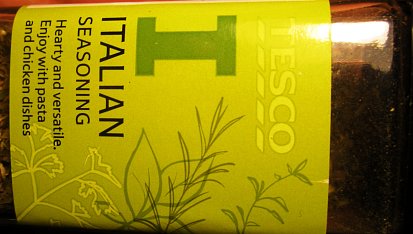 TESCO
I
ITALIAN
SEASONING
Hearty and versatile.
Enjoy with pasta
and chicken dishes